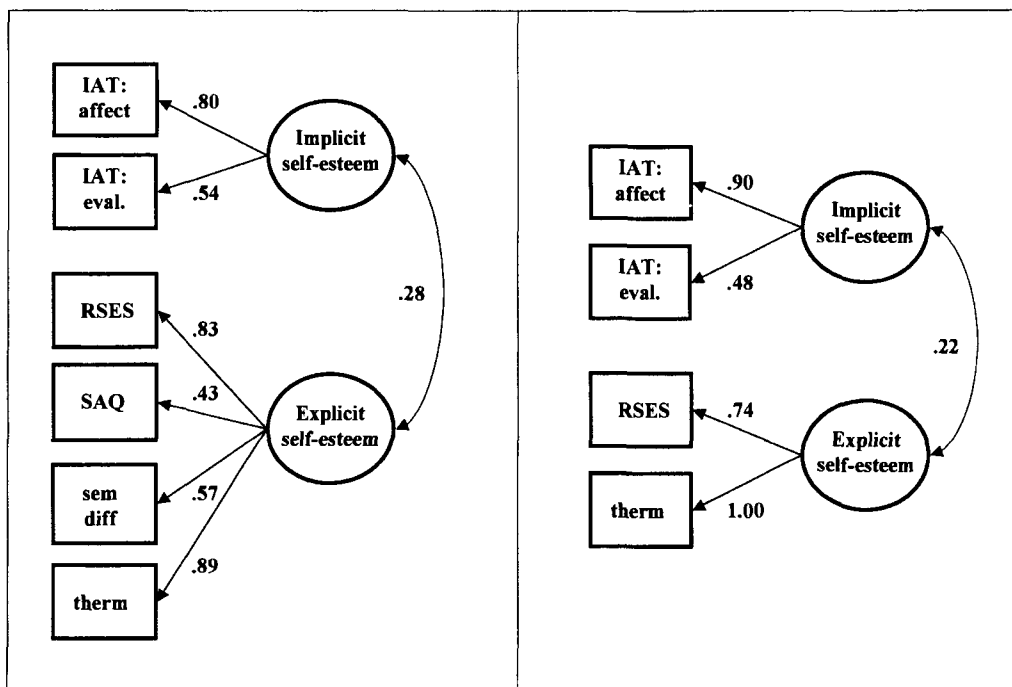 IAT:
affect
.80
Implicit
self-esteem
IAT:
eval.
.54
.28
RSES
.83
SAQ
.43
Explicit
self-esteem
sem
diff
.57
therm
.89
IAT:
affect
.90
Implicit
self-esteem
IAT:
eval.
.48
.22
RSES
.74
Explicit
self-esteem
therm
1.00